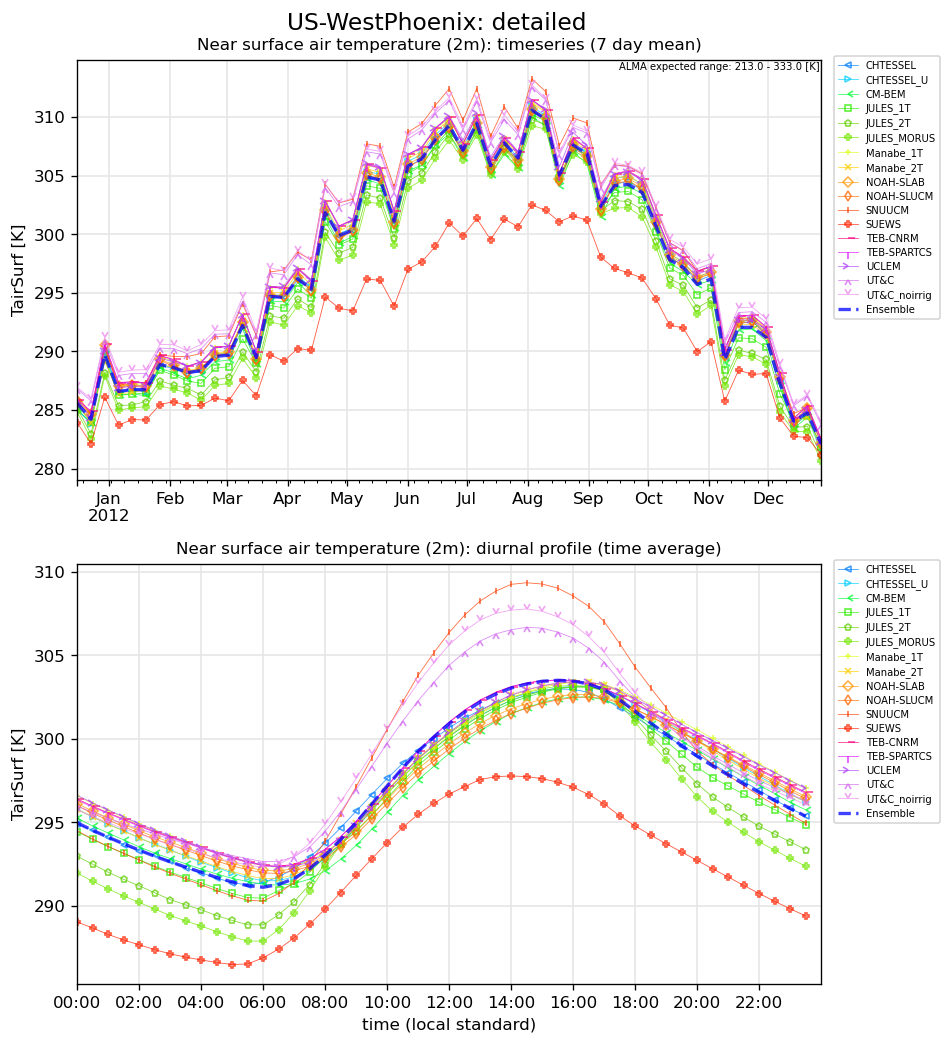 US-WestPhoenix: detailed
Near surface air temperature (2m): timeseries (7 day mean)
ALMA expected range: 213.0 - 333.0 [K]
TairSurf [K]
310
305
300
295
290
285
280
Jan Feb Mar Apr May Jun Jul Aug Sep Oct Nov Dec
2012
CHTESSEL
CHTESSEL_U
CM-BEM
JULES_1T
JULES_2T
JULES_MORUS
Manabe_1T
Manabe_2T
NOAH-SLAB
NOAH-SLUCM
SNUUCM
SUEWS
TEB-CNRM
TEB-SPARTCS
UCLEM
UT&C
UT&C_noirrig
Ensemble
Near surface air temperature (2m): diurnal profile (time average)
TairSurf [K]
310
305
300
295
290
00:00 02:00 04:00 06:00 08:00 10:00 12:00 14:00 16:00 18:00 20:00 22:00
time (local standard)
CHTESSEL
CHTESSEL_U
CM-BEM
JULES_1T
JULES_2T
JULES_MORUS
Manabe_1T
Manabe_2T
NOAH-SLAB
NOAH-SLUCM
SNUUCM
SUEWS
TEB-CNRM
TEB-SPARTCS
UCLEM
UT&C
UT&C_noirrig
Ensemble